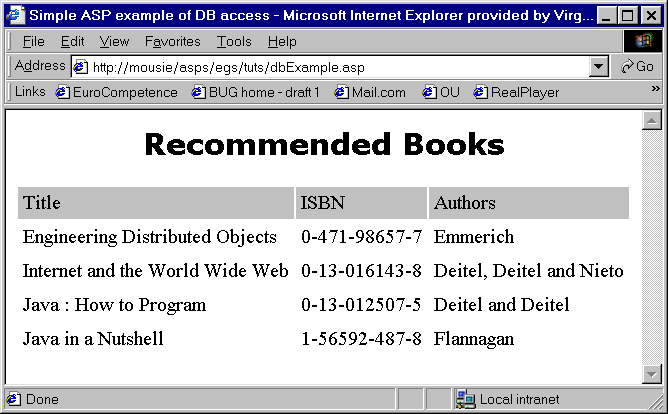 Simple ASP example of DB access - Microsoft Internet Explorer provided by Virg...
File Edit View Favorites Tools Help
Address http://mousie/asps/egs/tuts/dbExample.asp Go
Links EuroCompetence BUG home - draft 1 Mail.com OU RealPlayer »
Recommended Books
Title ISBN Authors
Engineering Distributed Objects 0-471-98657-7 Emmerich
Internet and the World Wide Web 0-13-016143-8 Deitel, Deitel and Nieto
Java : How to Program 0-13-012507-5 Deitel and Deitel
Java in a Nutshell 1-56592-487-8 Flannagan
Done Local intranet